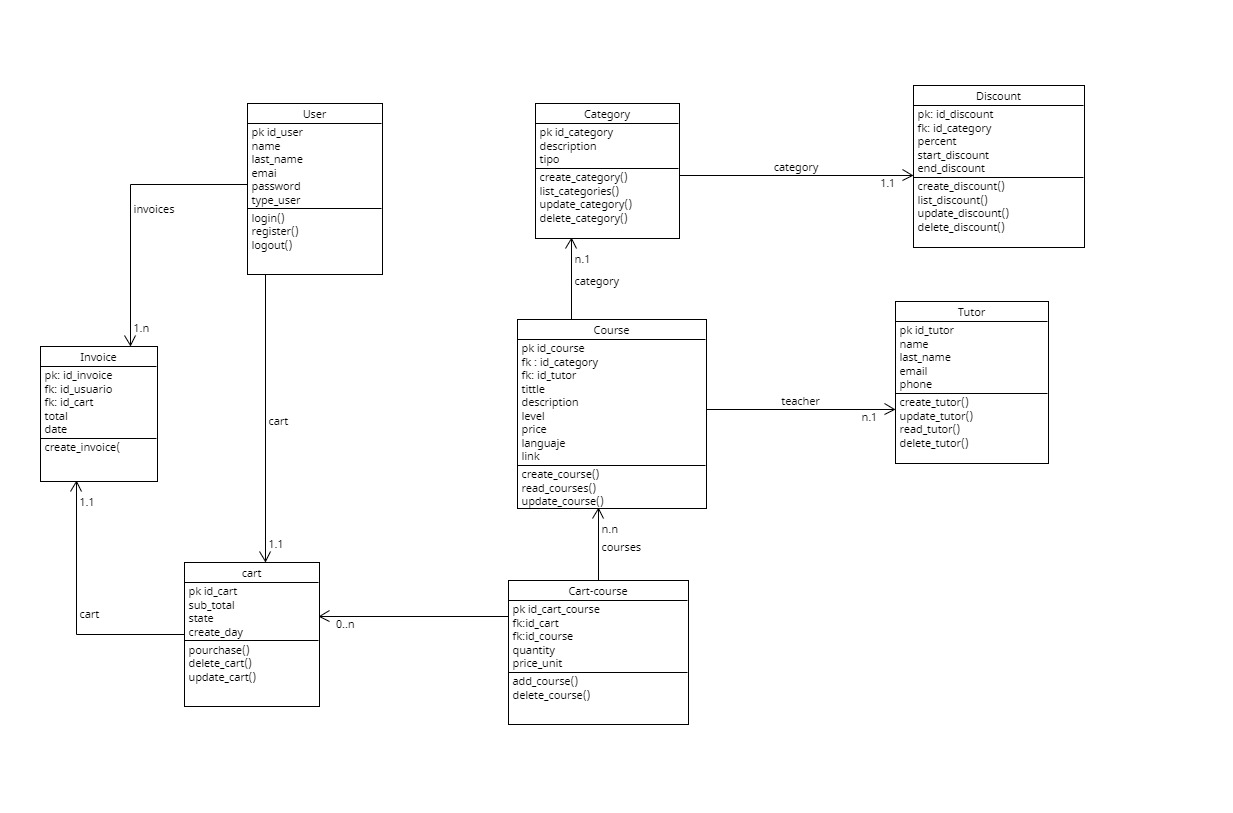 User
pk id_user
name
last_name
emai
password
type_user
login()
register()
logout()
Category
pk id_category
description
tipo
create_category()
list_categories()
update_category()
delete_category()
Discount
pk: id_discount
fk: id_category
percent
start_discount
end_discount
create_discount()
list_discount()
update_discount()
delete_discount()
category
1.1
invoices
1.n
n.1
category
Invoice
pk: id_invoice
fk: id_usuario
fk: id_cart
total
date
create_invoice(
Course
pk id_course
fk : id_category
fk: id_tutor
tittle
description
level
price
languaje
link
create_course()
read_courses()
update_course()
Tutor
pk id_tutor
name
last_name
email
phone
create_tutor()
update_tutor()
read_tutor()
delete_tutor()
teacher
n.1
cart
1.1
1.1
cart
n.n
courses
cart
pk id_cart
sub_total
state
create_day
pourchase()
delete_cart()
update_cart()
0..n
Cart-course
pk id_cart_course
fk:id_cart
fk:id_course
quantity
price_unit
add_course()
delete_course()